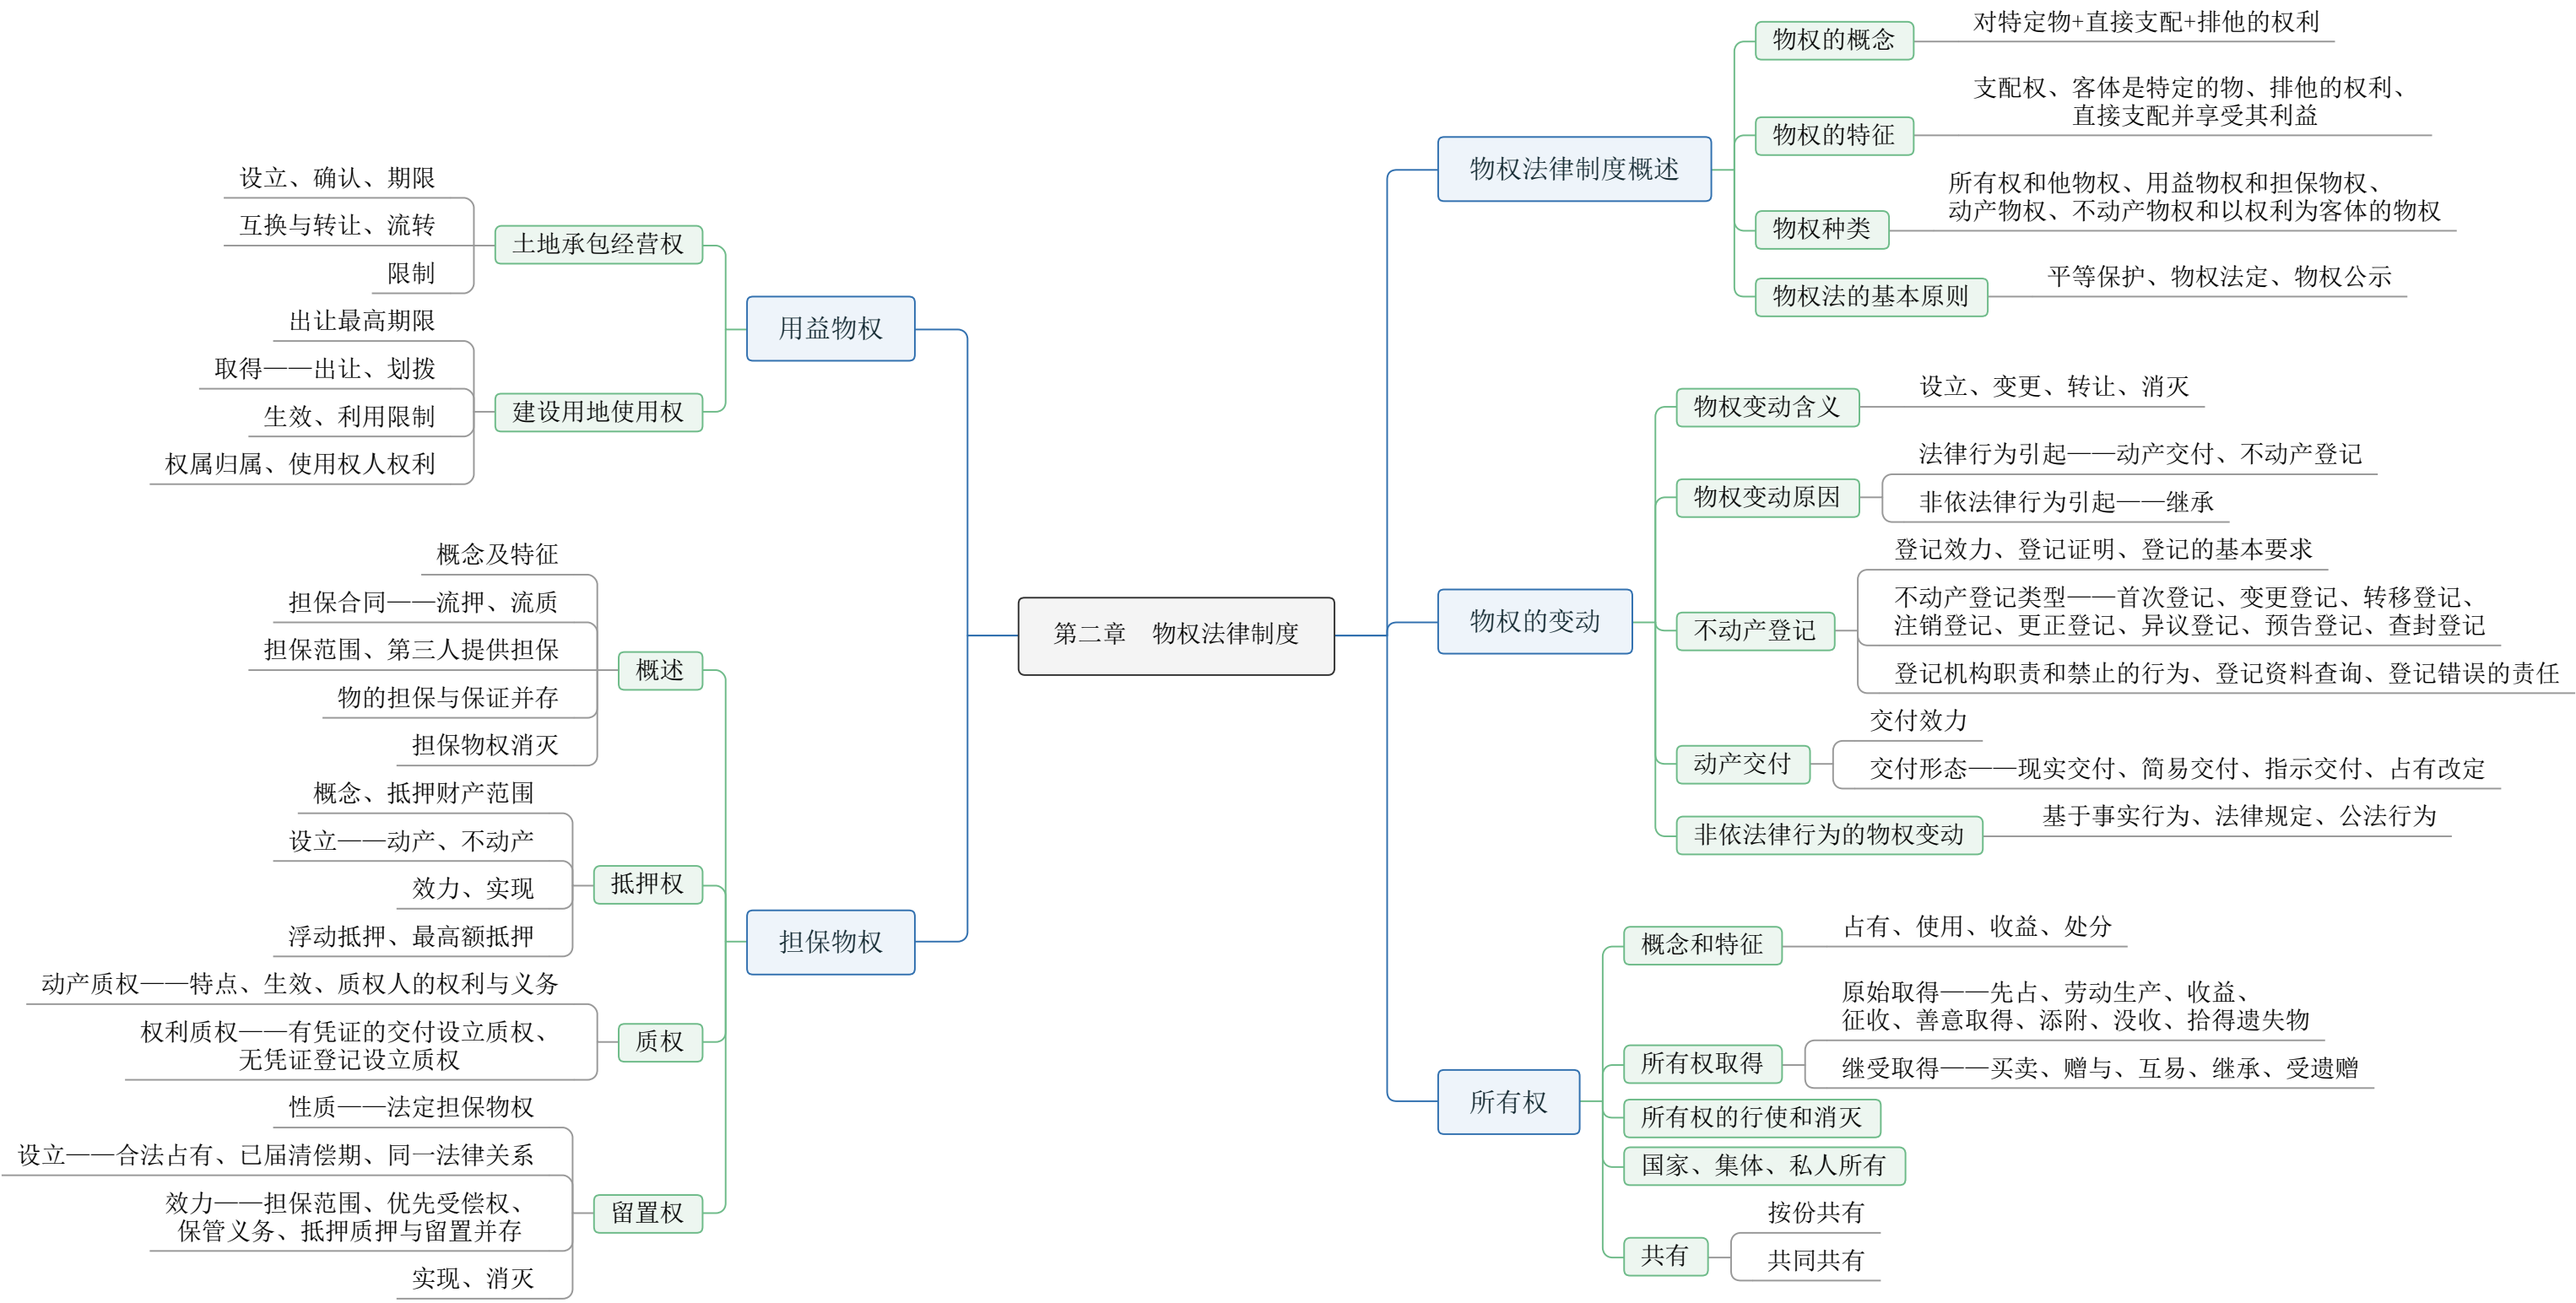 第二章 物权法律制度
物权法律制度概述
物权的概念
对特定物+直接支配+排他的权利
物权的特征
支配权、客体是特定的物、排他的权利、
直接支配并享受其利益
物权种类
所有权和他物权、用益物权和担保物权、
动产物权、不动产物权和以权利为客体的物权
物权法的基本原则
平等保护、物权法定、物权公示
物权的变动
物权变动含义
设立、变更、转让、消灭
物权变动原因
法律行为引起——动产交付、不动产登记
非依法律行为引起——继承
不动产登记
登记效力、登记证明、登记的基本要求
不动产登记类型——首次登记、变更登记、转移登记、
注销登记、更正登记、异议登记、预告登记、查封登记
登记机构职责和禁止的行为、登记资料查询、登记错误的责任
动产交付
交付效力
交付形态——现实交付、简易交付、指示交付、占有改定
非依法律行为的物权变动
基于事实行为、法律规定、公法行为
所有权
概念和特征
占有、使用、收益、处分
所有权取得
原始取得——先占、劳动生产、收益、
征收、善意取得、添附、没收、拾得遗失物
继受取得——买卖、赠与、互易、继承、受遗赠
所有权的行使和消灭
国家、集体、私人所有
共有
按份共有
共同共有
用益物权
土地承包经营权
设立、确认、期限
互换与转让、流转
限制
建设用地使用权
出让最高期限
取得——出让、划拨
生效、利用限制
权属归属、使用权人权利
担保物权
概述
概念及特征
担保合同——流押、流质
担保范围、第三人提供担保
物的担保与保证并存
担保物权消灭
抵押权
概念、抵押财产范围
设立——动产、不动产
效力、实现
浮动抵押、最高额抵押
质权
动产质权——特点、生效、质权人的权利与义务
权利质权——有凭证的交付设立质权、
无凭证登记设立质权
留置权
性质——法定担保物权
设立——合法占有、已届清偿期、同一法律关系
效力——担保范围、优先受偿权、
保管义务、抵押质押与留置并存
实现、消灭